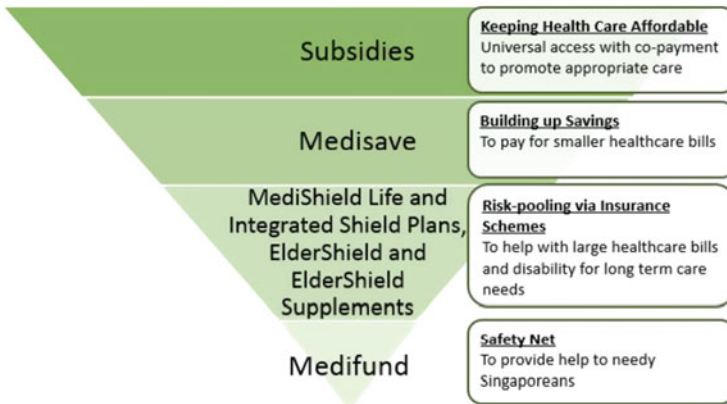 Subsidies
Keeping Health Care Affordable
Universal access with co-payment
to promote appropriate care
Medisave
Building up Savings
To pay for smaller healthcare bills
MediShield Life and
Integrated Shield Plans,
ElderShield and
ElderShield
Supplements
Risk-pooling via Insurance
Schemes
To help with large healthcare bills
and disability for long term care
needs
Medifund
Safety Net
To provide help to needy
Singaporeans